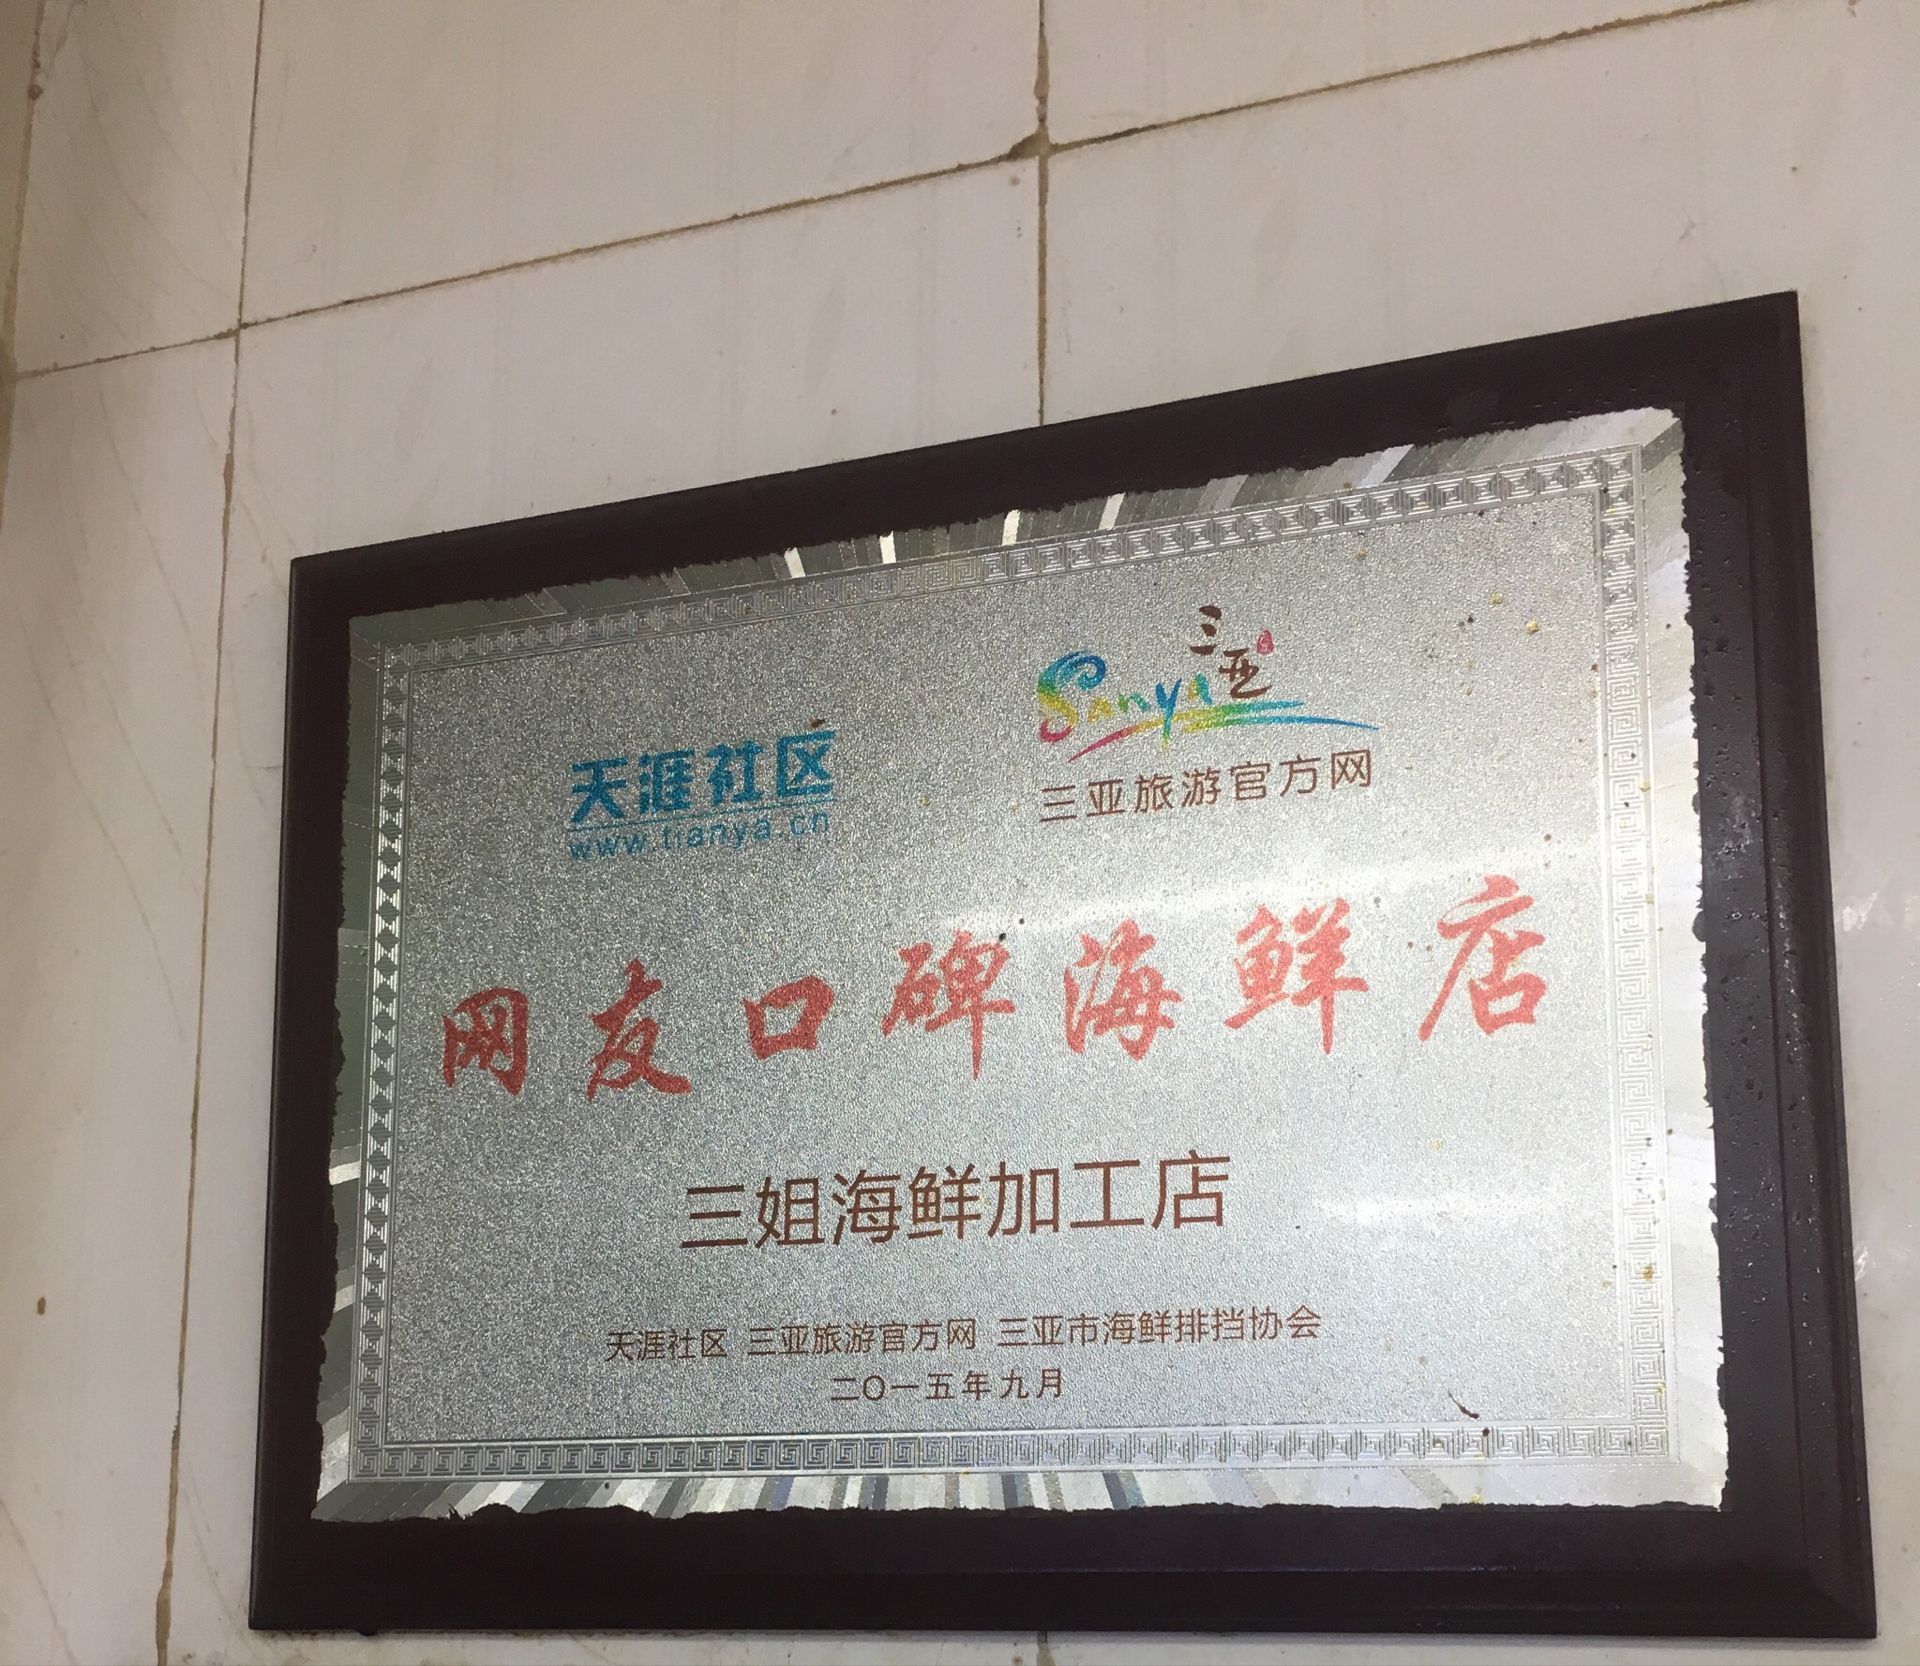 天涯社区
www.tianya.cn
三亚
Sanya
三亚旅游官方网
网友口碑海鲜店
三姐海鲜加工店
天涯社区 三亚旅游官方网 三亚市海鲜排挡协会
二〇一五年九月